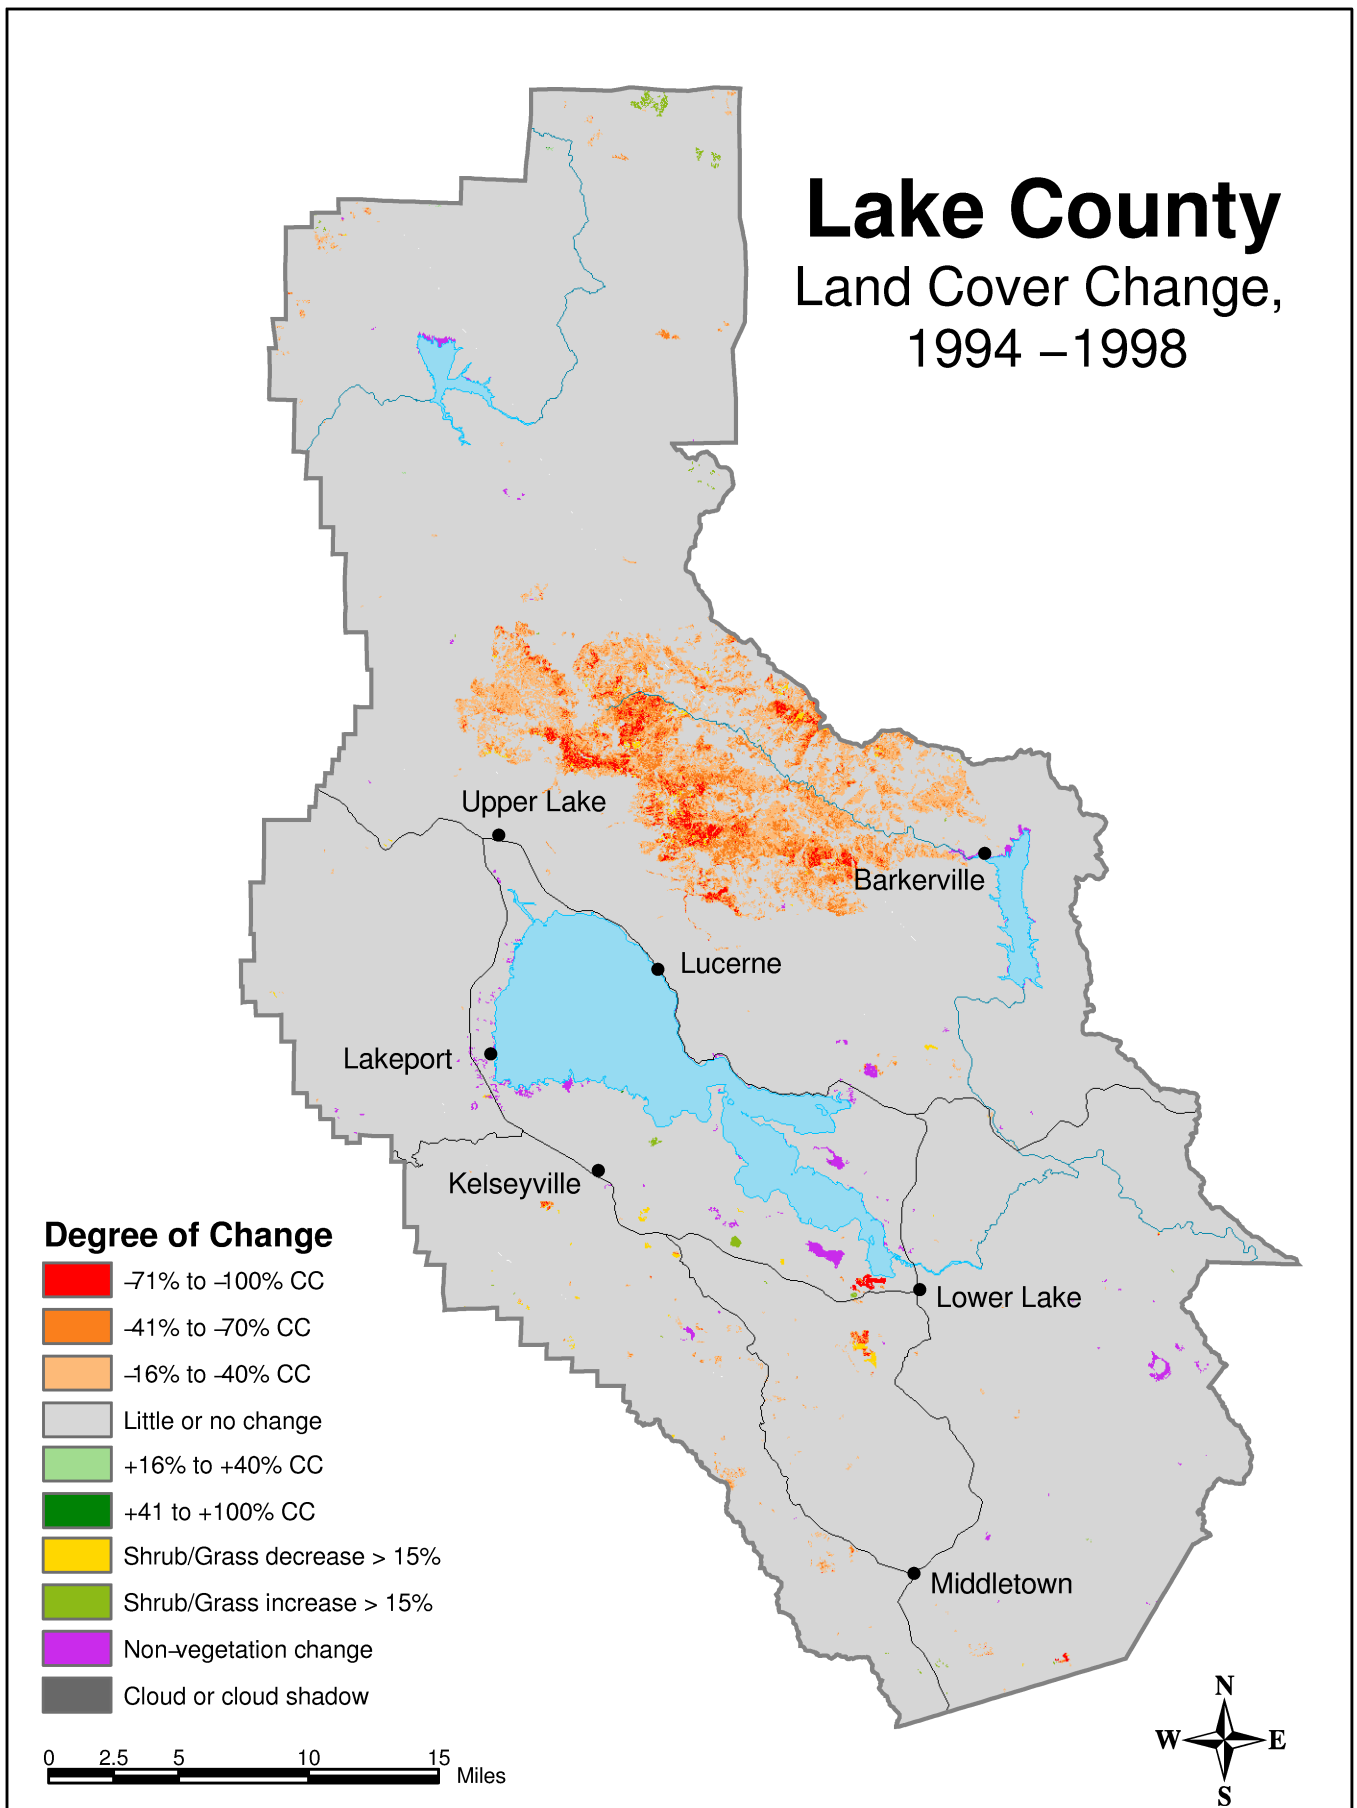 Lake County
Land Cover Change,
1994 –1998
Upper Lake
Barkerville
Lucerne
Lakeport
Kelseyville
Lower Lake
Middletown
Degree of Change
–71% to –100% CC
–41% to –70% CC
–16% to –40% CC
Little or no change
+16% to +40% CC
+41 to +100% CC
Shrub/Grass decrease > 15%
Shrub/Grass increase > 15%
Non–vegetation change
Cloud or cloud shadow
0 2.5 5 10 15
Miles
N
W E
S